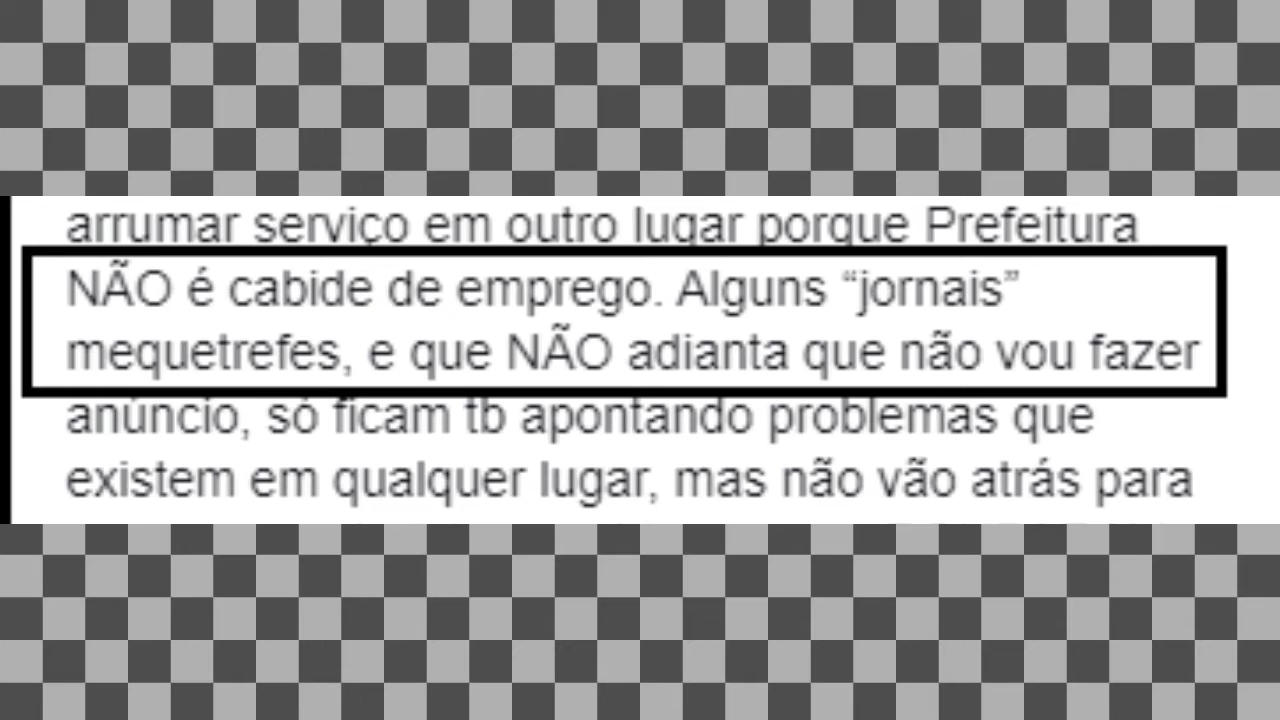 arrumar serviço em outro lugar porque Prefeitura
NÃO é cabide de emprego. Alguns “jornais”
mequetrefes, e que NÃO adianta que não vou fazer
anúncio, só ficam tb apontando problemas que
existem em qualquer lugar, mas não vão atrás para